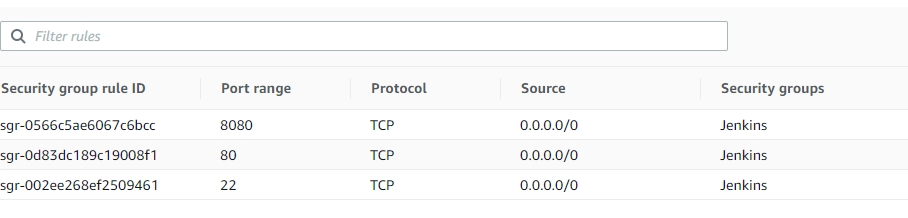 Filter rules
Security group rule ID Port range Protocol Source Security groups
sgr-0566c5ae6067c6bcc 8080 TCP 0.0.0.0/0 Jenkins
sgr-0d83dc189c19008f1 80 TCP 0.0.0.0/0 Jenkins
sgr-002ee268ef2509461 22 TCP 0.0.0.0/0 Jenkins